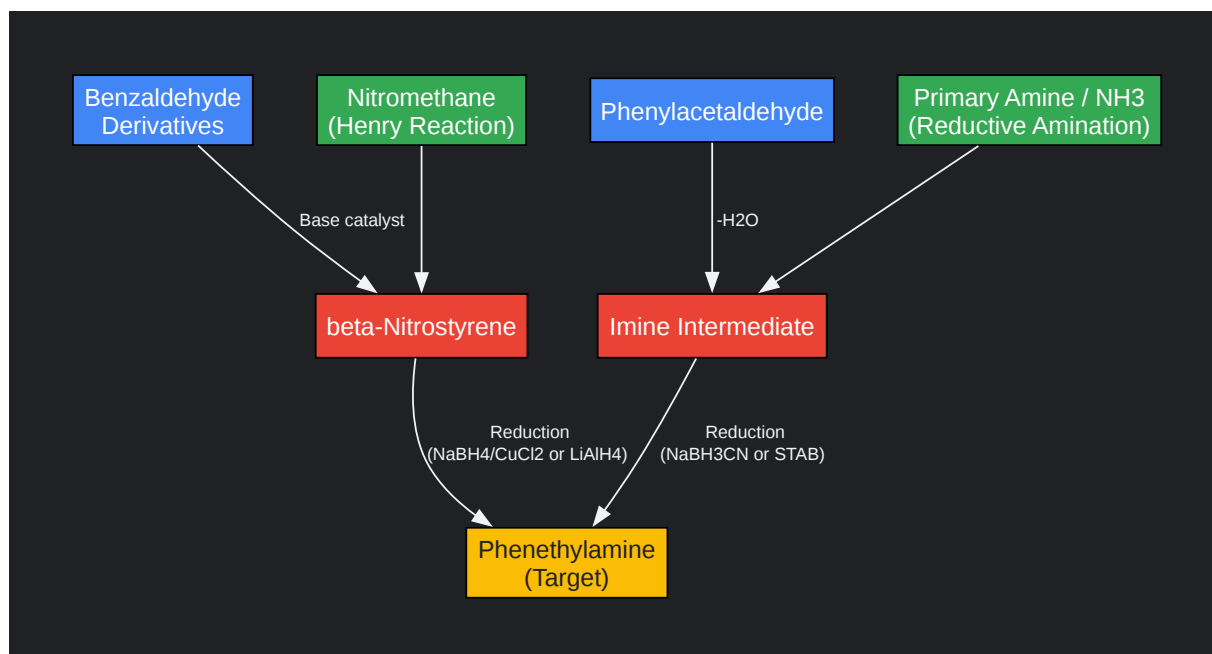 Benzaldehyde
Derivatives
Nitromethane
(Henry Reaction)
Phenylacetaldehyde
Primary Amine / NH3
(Reductive Amination)
Base catalyst
-H2O
beta-Nitrostyrene
Imine Intermediate
Reduction
(NaBH4/CuCl2 or LiAlH4)
Reduction
(NaBH3CN or STAB)
Phenethylamine
(Target)